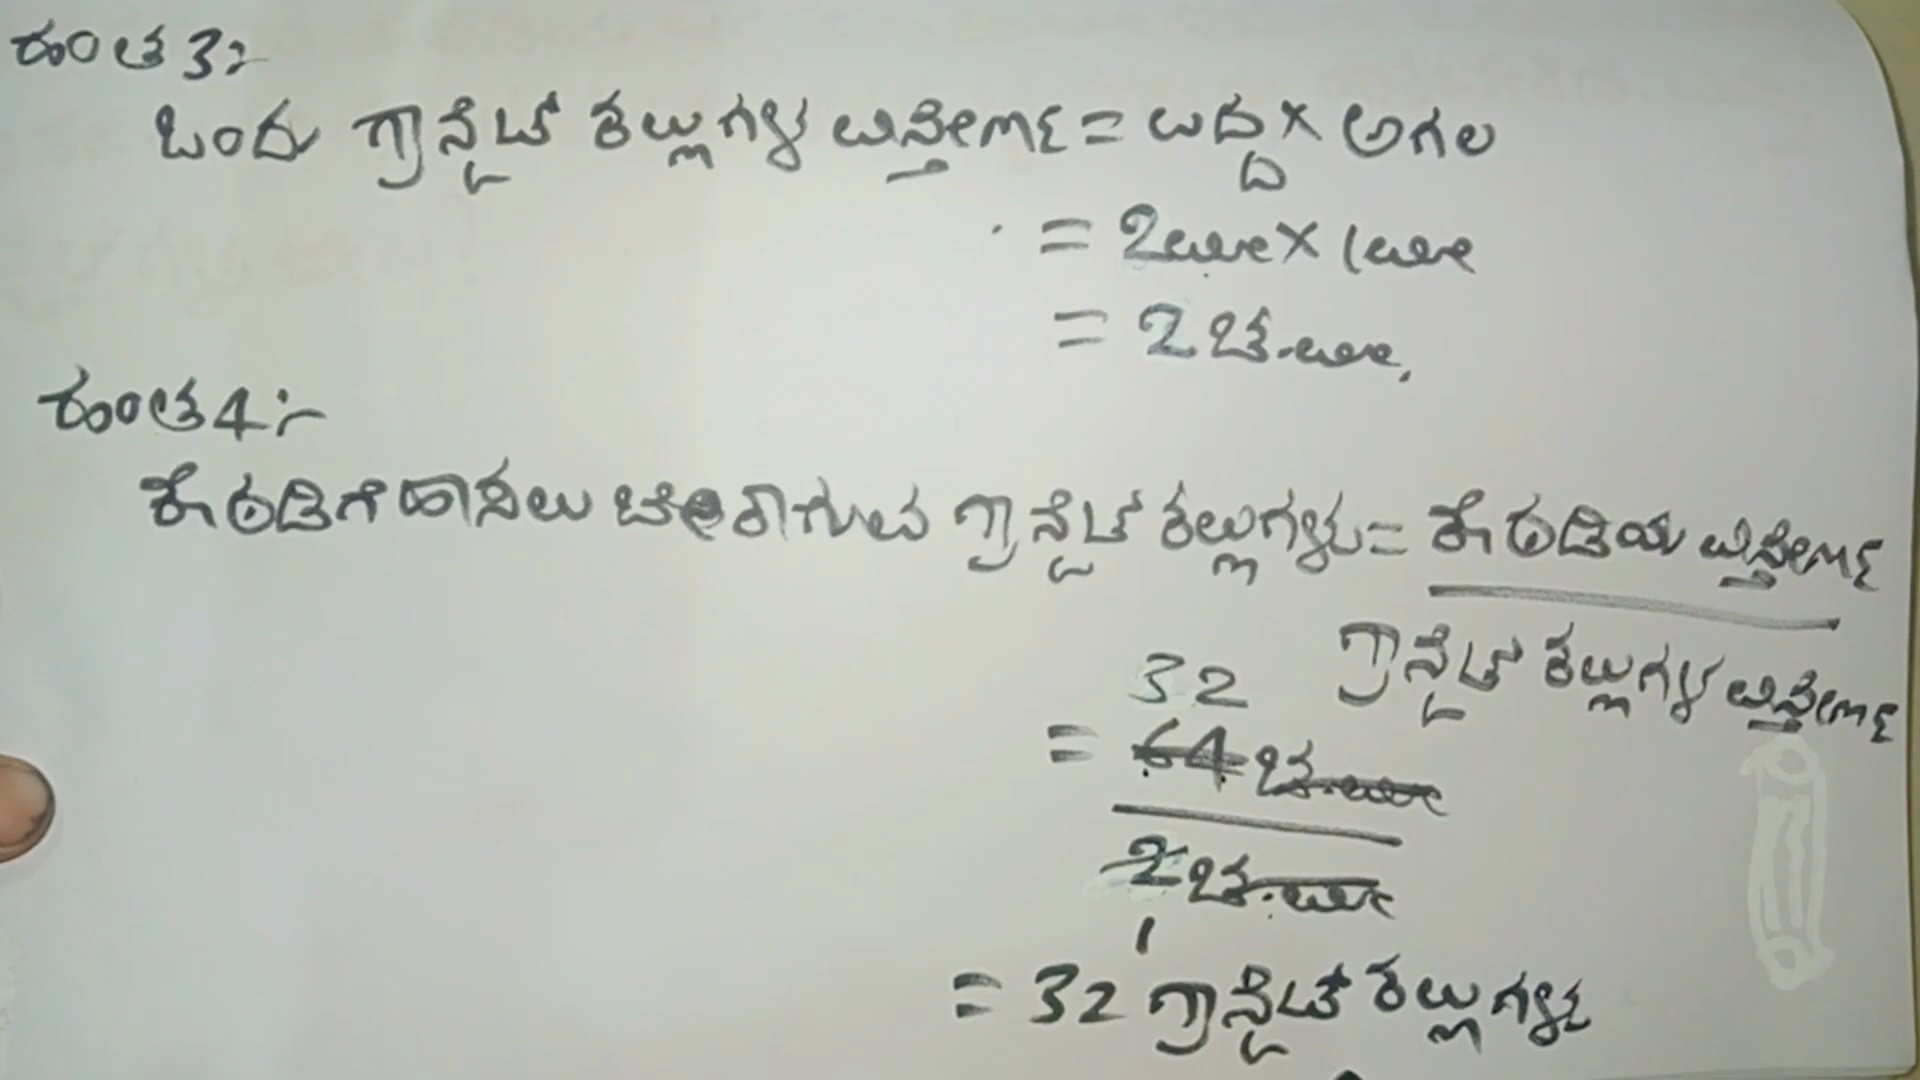 ಹಂತ 3:-
ಒಂದು ಗ್ರಾನೈಟ್ ಕಲ್ಲುಗಳ ವಿಸ್ತೀರ್ಣ = ಉದ್ದ × ಅಗಲ
= 2ಮೀ × 1ಮೀ
= 2 ಚ.ಮೀ.
ಹಂತ 4:-
ಕೊಠಡಿಗೆ ಹಾಸಲು ಬೇಕಾಗುವ ಗ್ರಾನೈಟ್ ಕಲ್ಲುಗಳು = ಕೊಠಡಿಯ ವಿಸ್ತೀರ್ಣ
ಗ್ರಾನೈಟ್ ಕಲ್ಲುಗಳ ವಿಸ್ತೀರ್ಣ
32
= 64 ಚ.ಮೀ
2 ಚ.ಮೀ
1
= 32 ಗ್ರಾನೈಟ್ ಕಲ್ಲುಗಳು